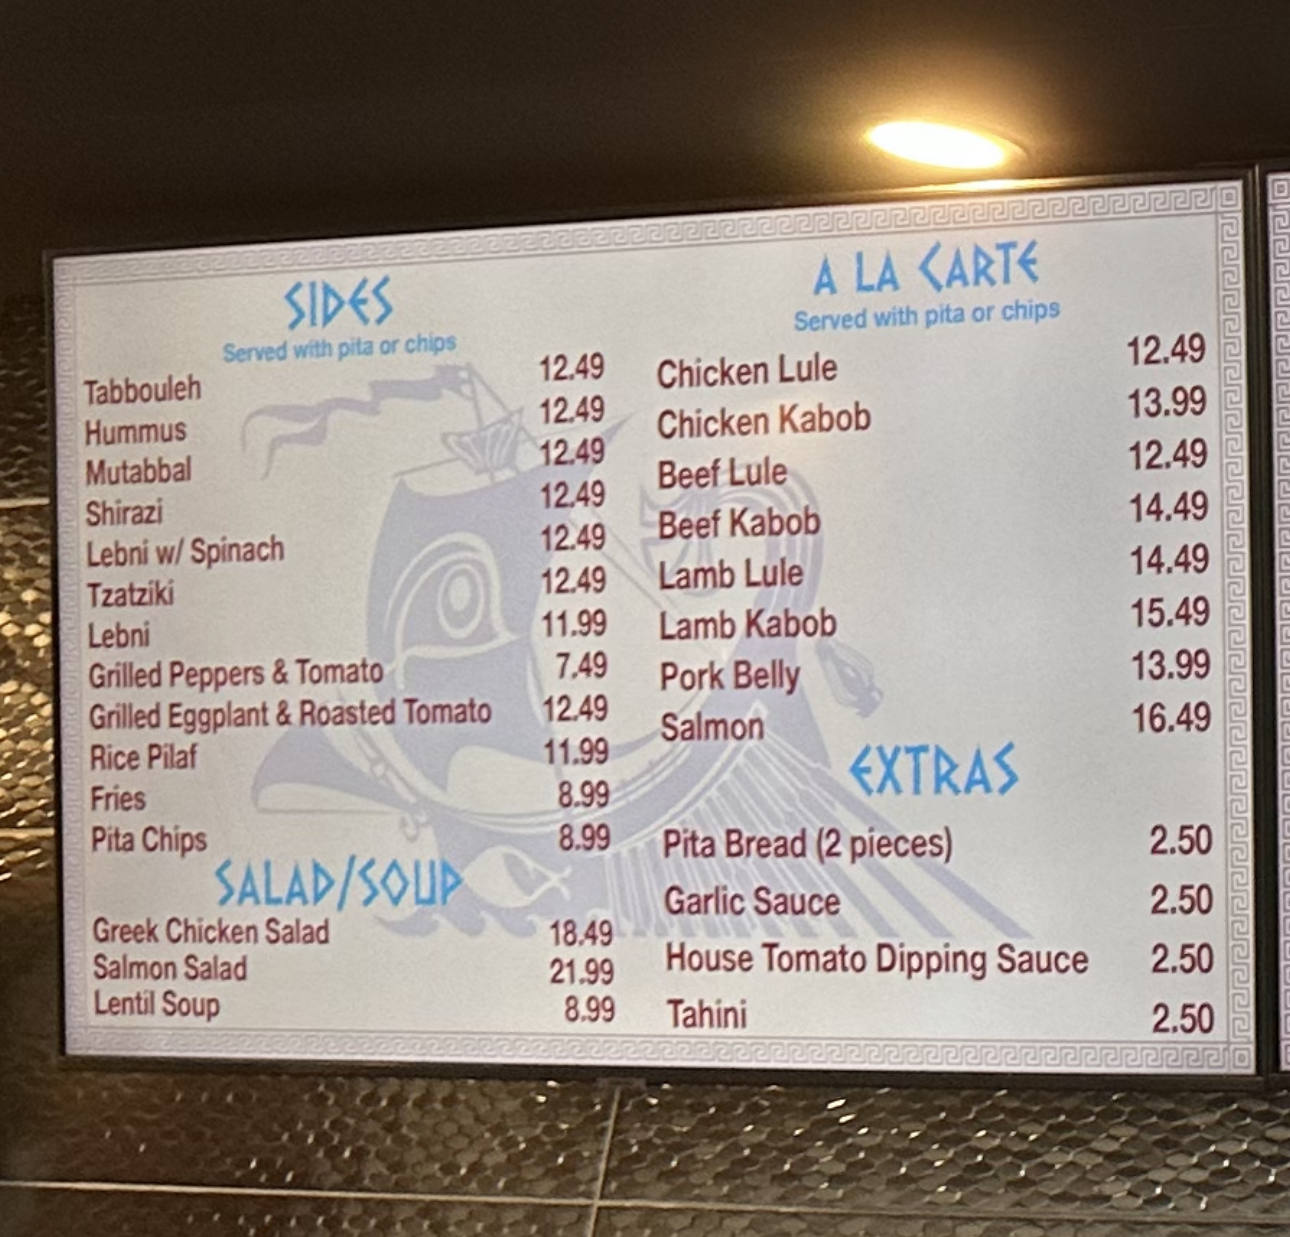 SIDES
Served with pita or chips
Tabbouleh 12.49
Hummus 12.49
Mutabbal 12.49
Shirazi 12.49
Lebni w/ Spinach 12.49
Tzatziki 12.49
Lebni 11.99
Grilled Peppers & Tomato 7.49
Grilled Eggplant & Roasted Tomato 12.49
Rice Pilaf 11.99
Fries 8.99
Pita Chips 8.99
SALAD/SOUP
Greek Chicken Salad 18.49
Salmon Salad 21.99
Lentil Soup 8.99
A LA CARTE
Served with pita or chips
Chicken Lule 12.49
Chicken Kabob 13.99
Beef Lule 12.49
Beef Kabob 14.49
Lamb Lule 14.49
Lamb Kabob 15.49
Pork Belly 13.99
Salmon 16.49
EXTRAS
Pita Bread (2 pieces) 2.50
Garlic Sauce 2.50
House Tomato Dipping Sauce 2.50
Tahini 2.50